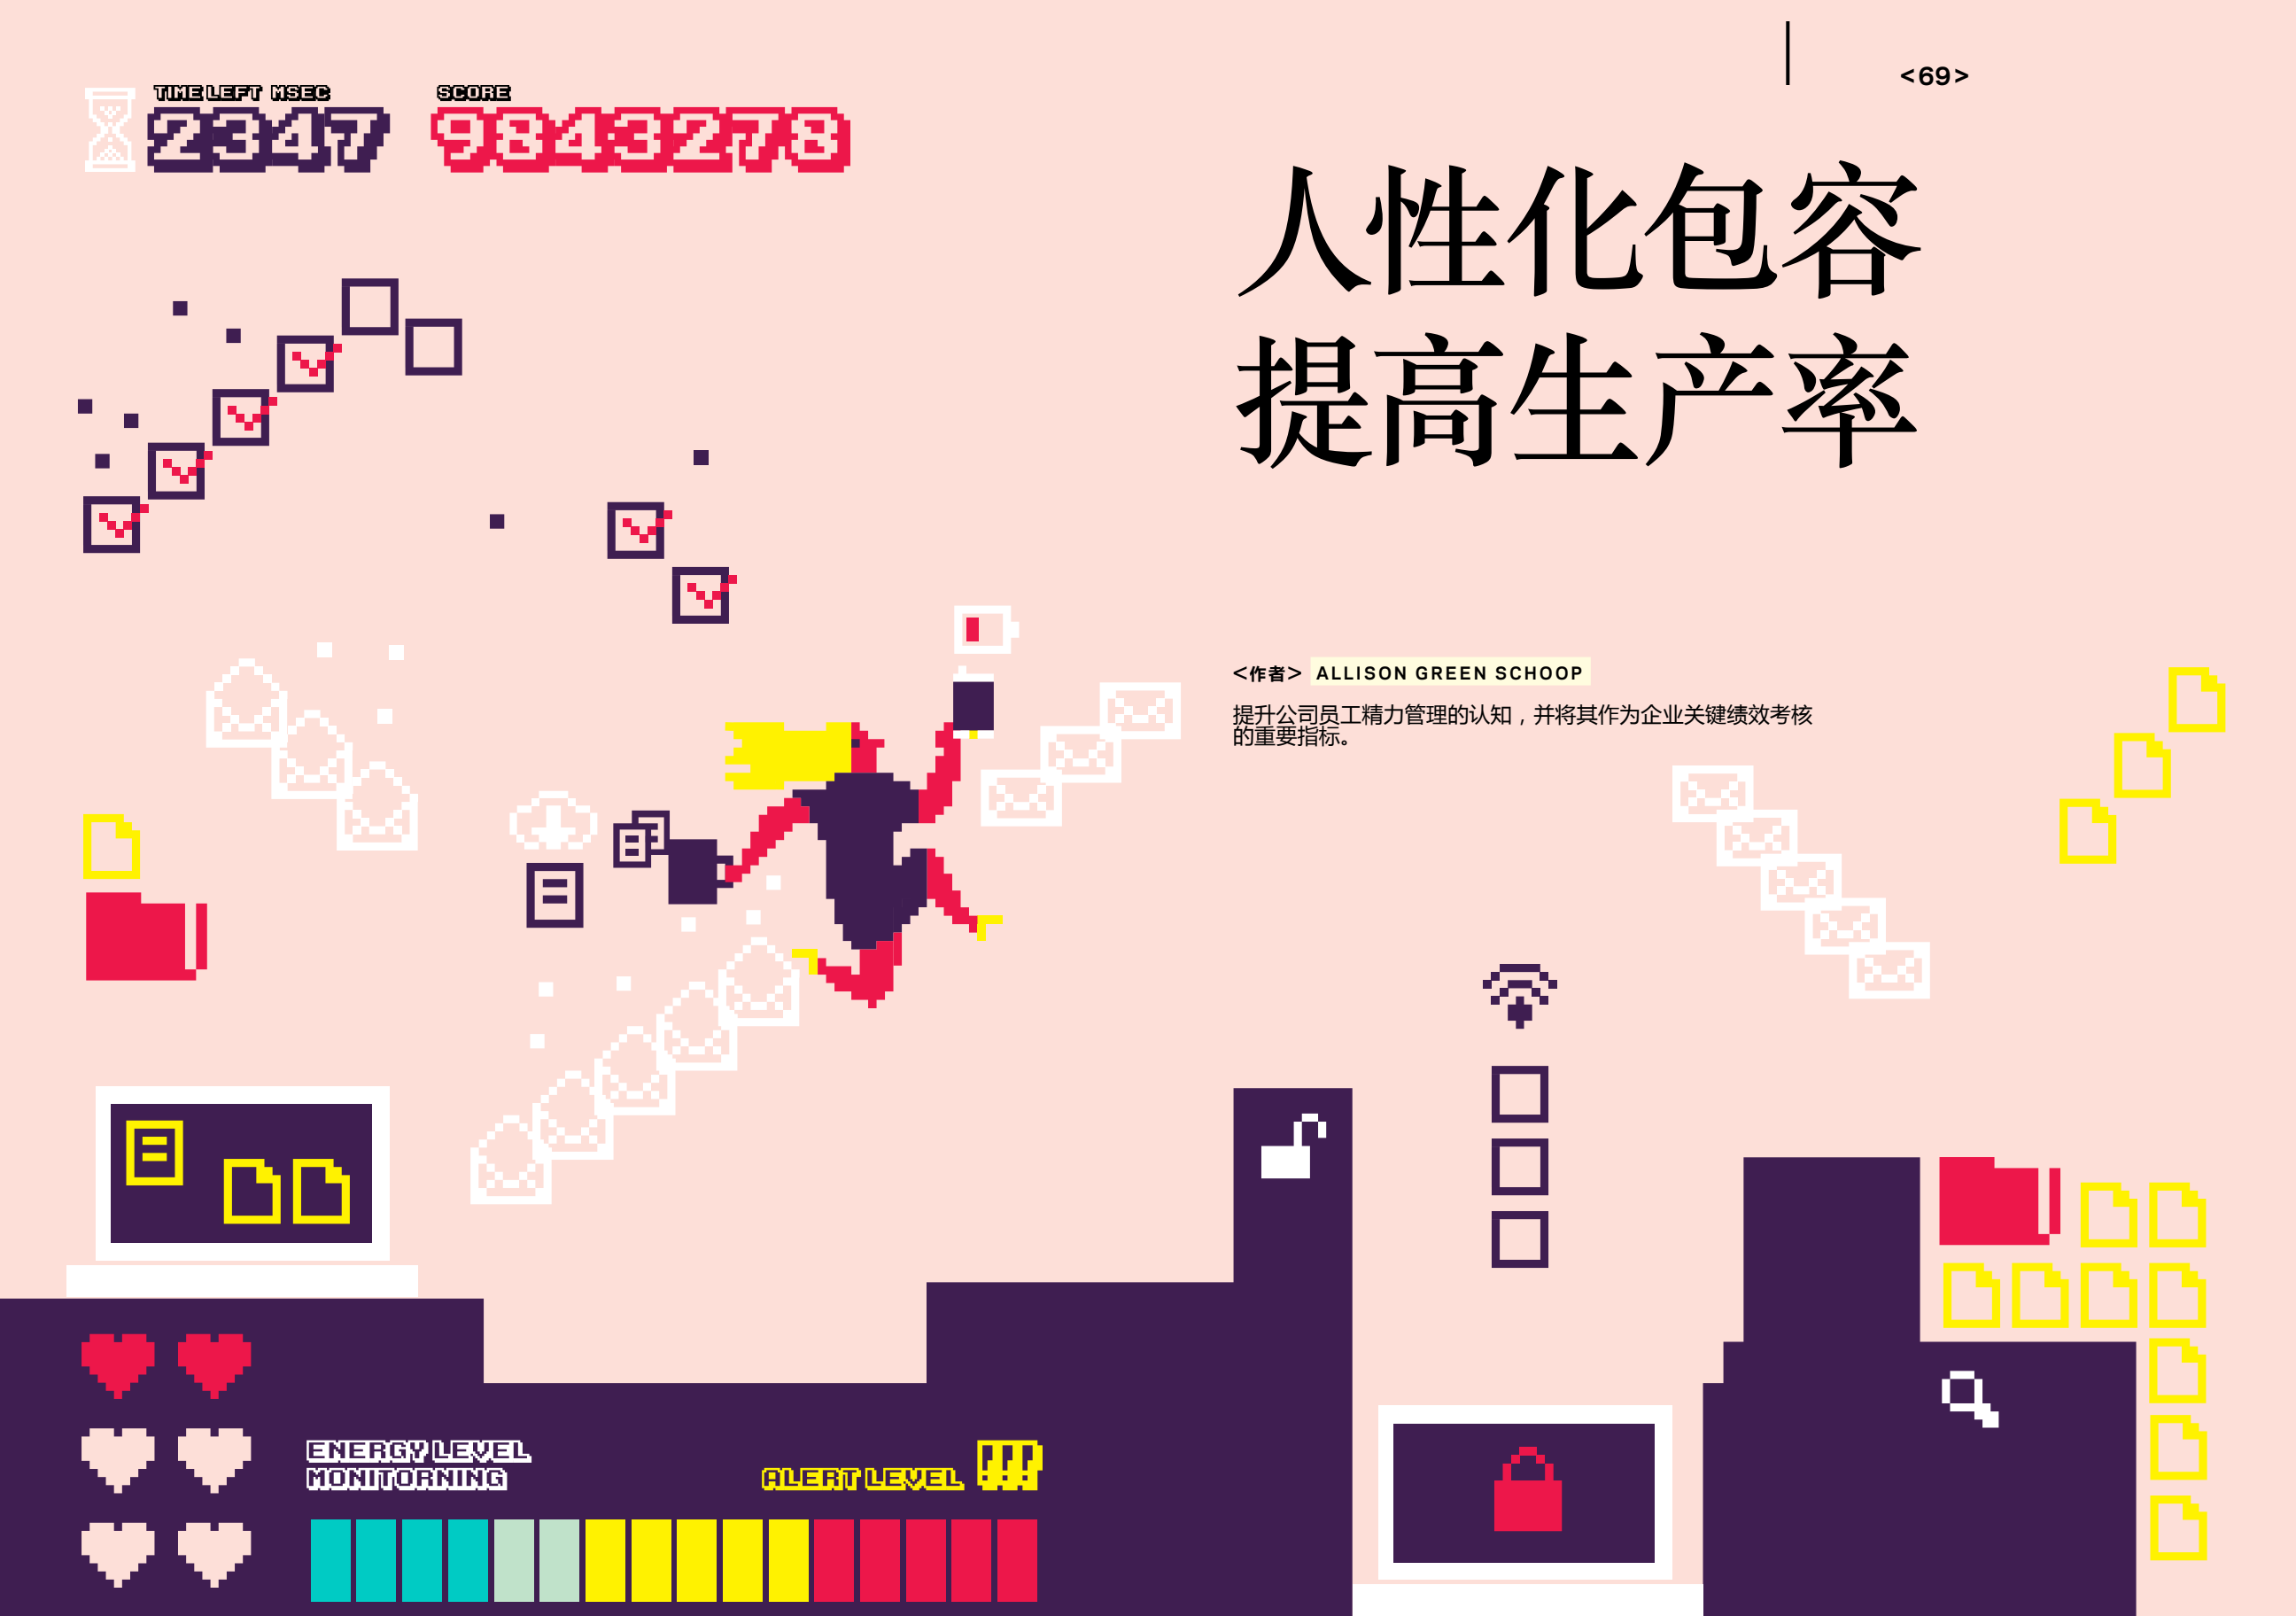 TIME LEFT MSEC
2347
SCORE
9843278
<69>
人性化包容
提高生产率
<作者> ALLISON GREEN SCHOOP
提升公司员工精力管理的认知，并将其作为企业关键绩效考核
的重要指标。
ENERGY LEVEL
MONITORNING
ALERT LEVEL !!!